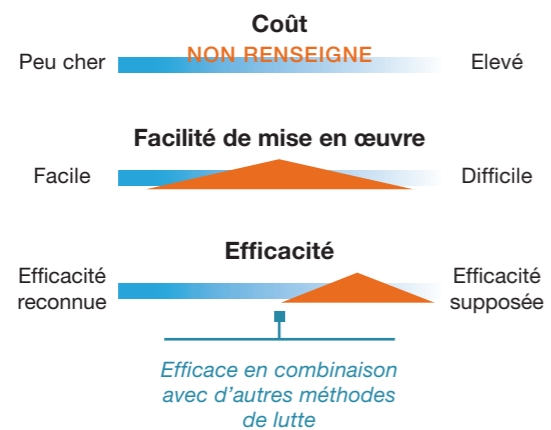 Coût
Peu cher
NON RENSEIGNE
Elevé
Facilité de mise en œuvre
Facile
Difficile
Efficacité
Efficacité
reconnue
Efficacité
supposée
Efficace en combinaison
avec d'autres méthodes
de lutte